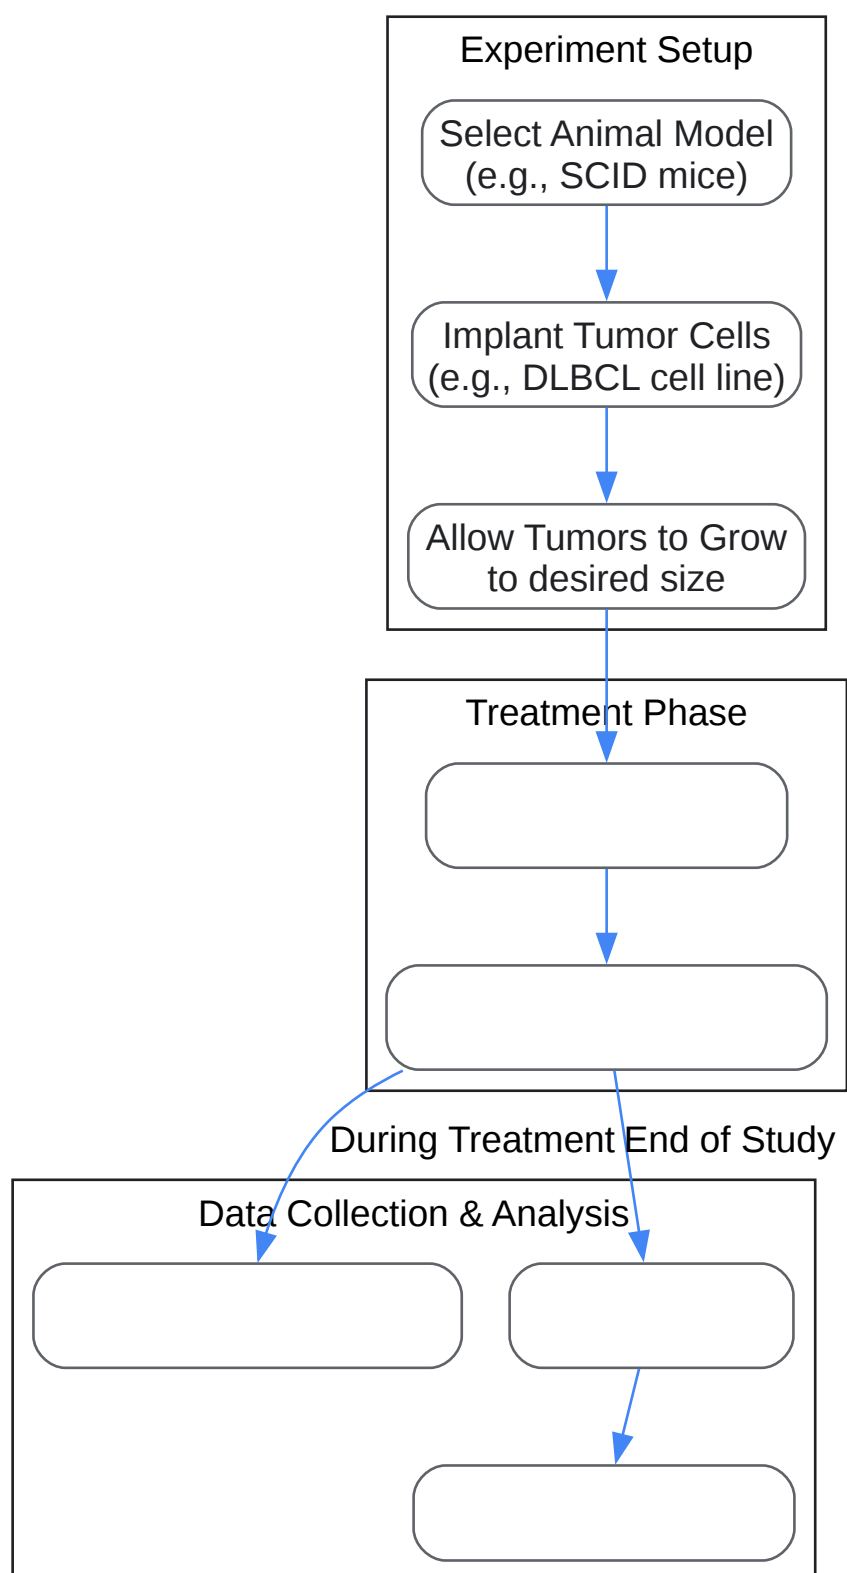 Experiment Setup
Select Animal Model
(e.g., SCID mice)
Implant Tumor Cells
(e.g., DLBCL cell line)
Allow Tumors to Grow
to desired size
Treatment Phase
During Treatment
End of Study
Data Collection & Analysis